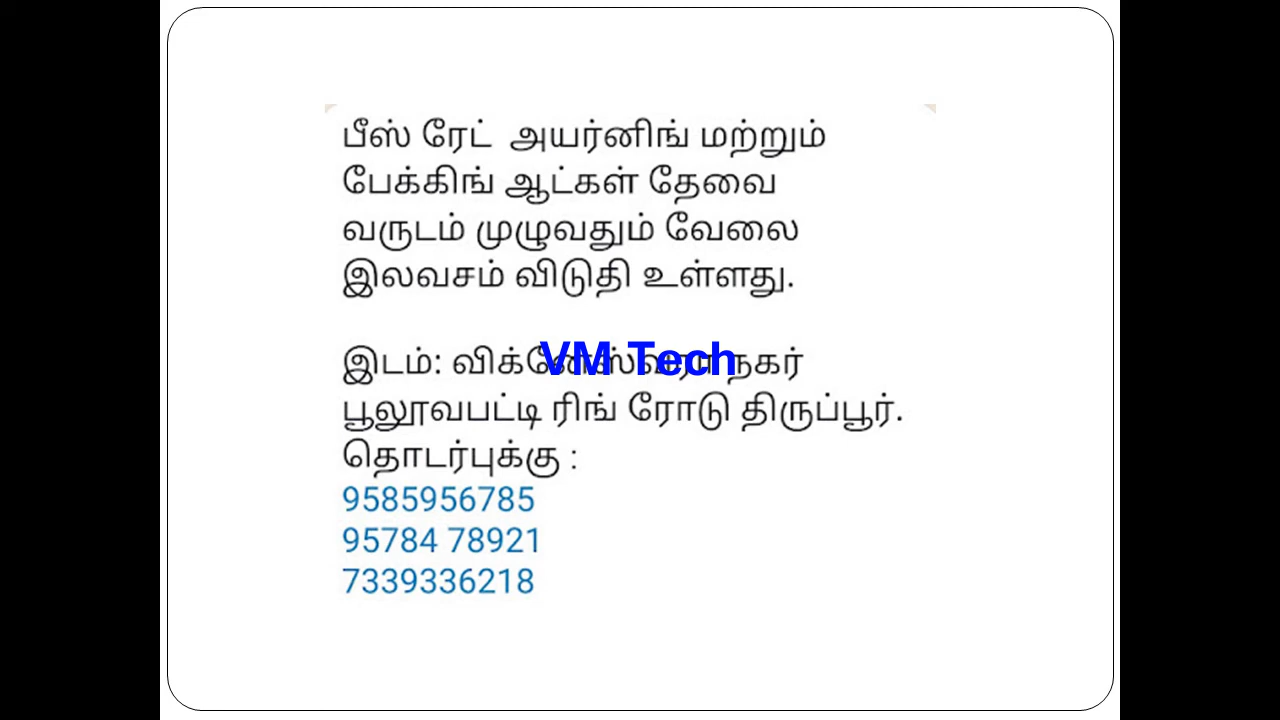 பீஸ் ரேட் அயர்னிங் மற்றும்
பேக்கிங் ஆட்கள் தேவை
வருடம் முழுவதும் வேலை
இலவசம் விடுதி உள்ளது.
இடம்: விக்னேஸ்வரா நகர்
VM Tech
பூலூவபட்டி ரிங் ரோடு திருப்பூர்.
தொடர்புக்கு :
9585956785
95784 78921
7339336218